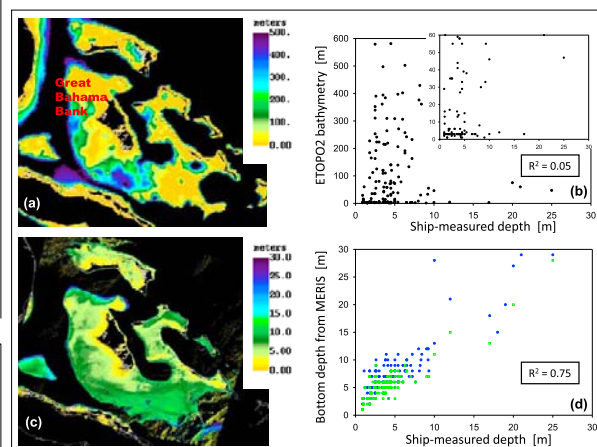 meters
500.
400.
300.
200.
100.
0.00
Great
Bahama
Bank
(a)
ETOPO2 bathymetry [m]
600
500
400
300
200
100
0
60
50
40
30
20
10
0
0 5 10 15 20 25 30
R² = 0.05
(b)
0 5 10 15 20 25 30
Ship-measured depth [m]
meters
30.0
25.0
20.0
15.0
10.0
5.00
0.00
(c)
Bottom depth from MERIS [m]
30
25
20
15
10
5
0
R² = 0.75
(d)
0 5 10 15 20 25 30
Ship-measured depth [m]